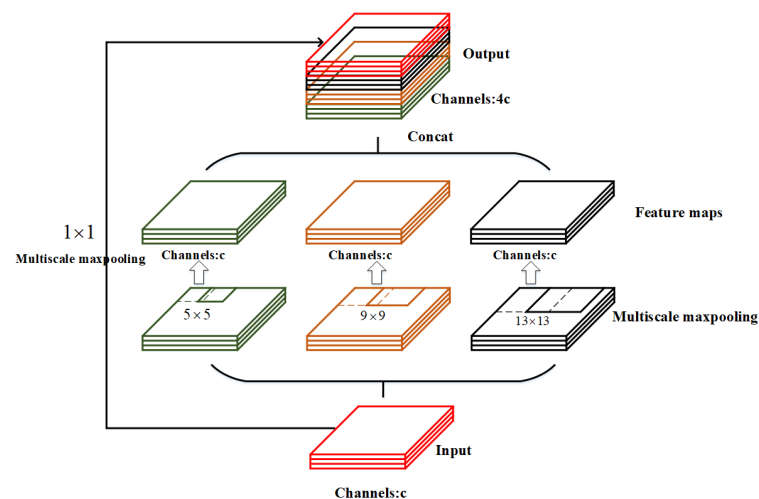 Output
Channels:4c
Concat
1×1
Multiscale maxpooling
Feature maps
Channels:c
Channels:c
Channels:c
5×5
9×9
13×13
Multiscale maxpooling
Input
Channels:c